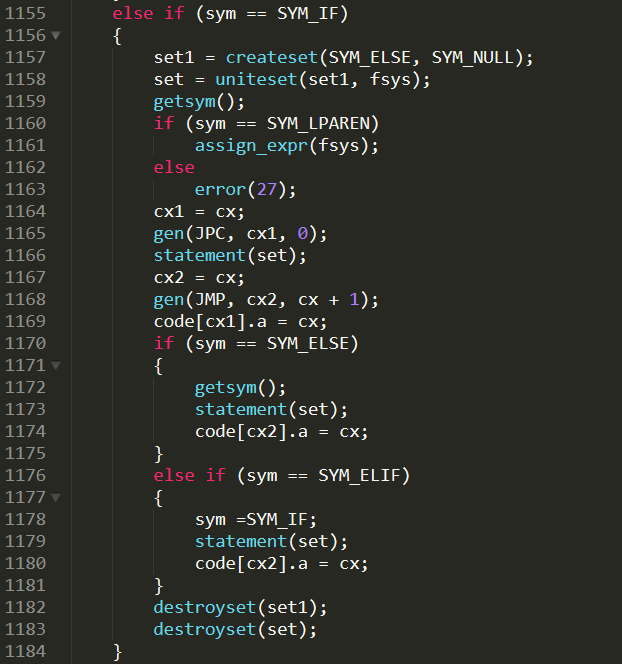 1155 else if (sym == SYM_IF)
1156 {
1157 set1 = createset(SYM_ELSE, SYM_NULL);
1158 set = uniteset(set1, fsys);
1159 getsym();
1160 if (sym == SYM_LPAREN)
1161 assign_expr(fsys);
1162 else
1163 error(27);
1164 cx1 = cx;
1165 gen(JPC, cx1, 0);
1166 statement(set);
1167 cx2 = cx;
1168 gen(JMP, cx2, cx + 1);
1169 code[cx1].a = cx;
1170 if (sym == SYM_ELSE)
1171 {
1172 getsym();
1173 statement(set);
1174 code[cx2].a = cx;
1175 }
1176 else if (sym == SYM_ELIF)
1177 {
1178 sym =SYM_IF;
1179 statement(set);
1180 code[cx2].a = cx;
1181 }
1182 destroyset(set1);
1183 destroyset(set);
1184 }